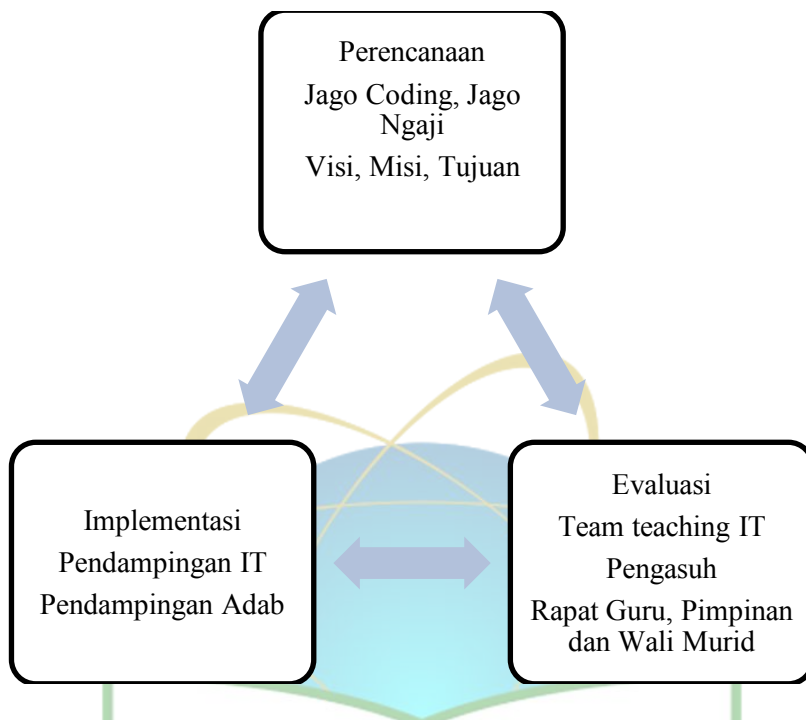 Perencanaan
Jago Coding, Jago
Ngaji
Visi, Misi, Tujuan
Implementasi
Pendampingan IT
Pendampingan Adab
Evaluasi
Team teaching IT
Pengasuh
Rapat Guru, Pimpinan
dan Wali Murid